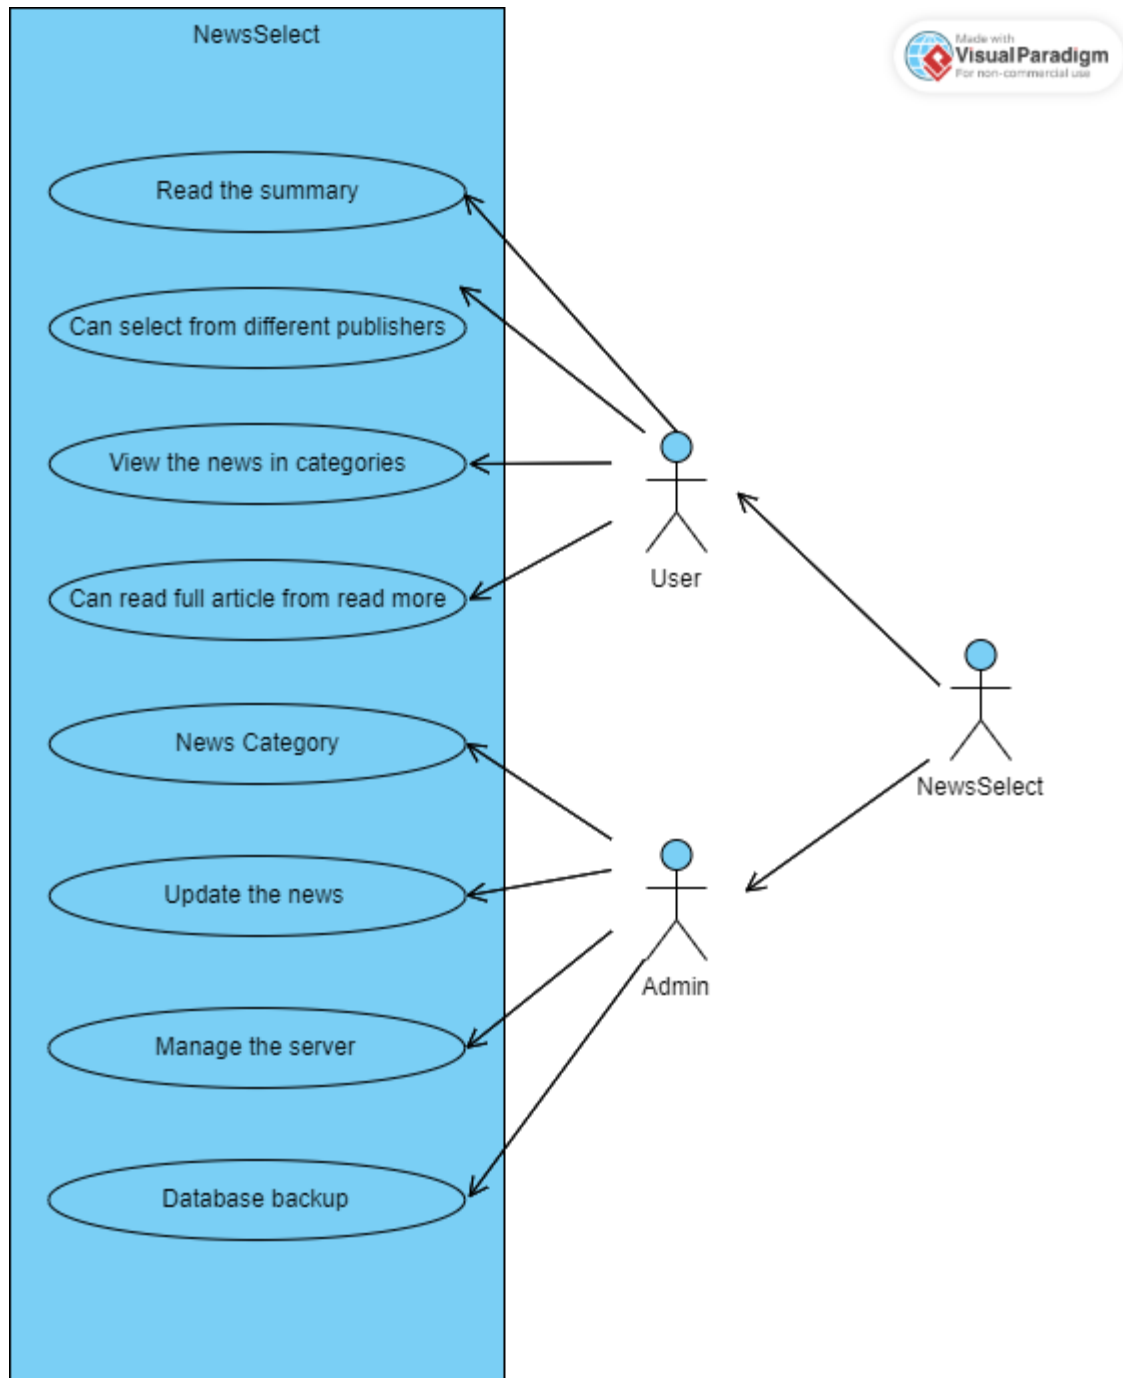 NewsSelect
Made with
Visual Paradigm
For non-commercial use
Read the summary
Can select from different publishers
View the news in categories
Can read full article from read more
User
News Category
NewsSelect
Update the news
Admin
Manage the server
Database backup